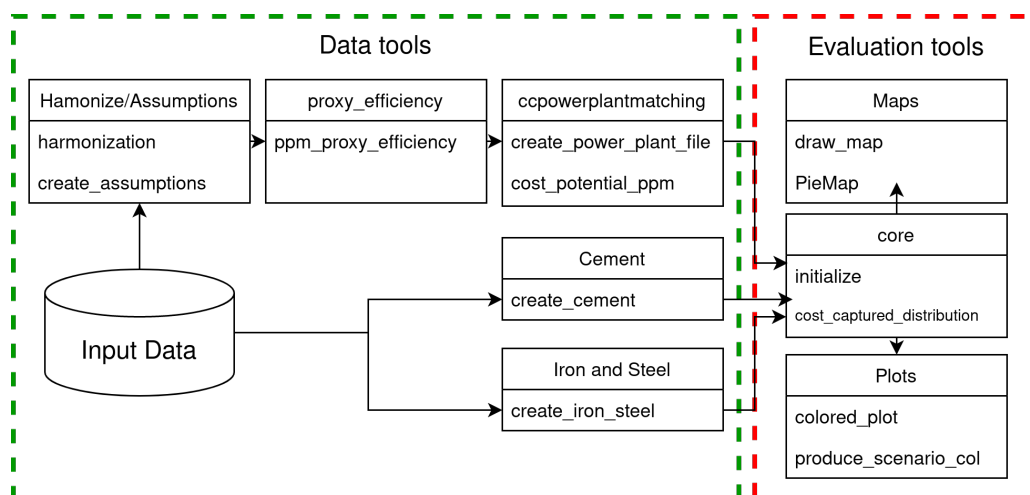 Data tools
Hamonize/Assumptions
harmonization
create_assumptions
proxy_efficiency
ppm_proxy_efficiency
ccpowerplantmatching
create_power_plant_file
cost_potential_ppm
Input Data
Cement
create_cement
Iron and Steel
create_iron_steel
Evaluation tools
Maps
draw_map
PieMap
core
initialize
cost_captured_distribution
Plots
colored_plot
produce_scenario_col